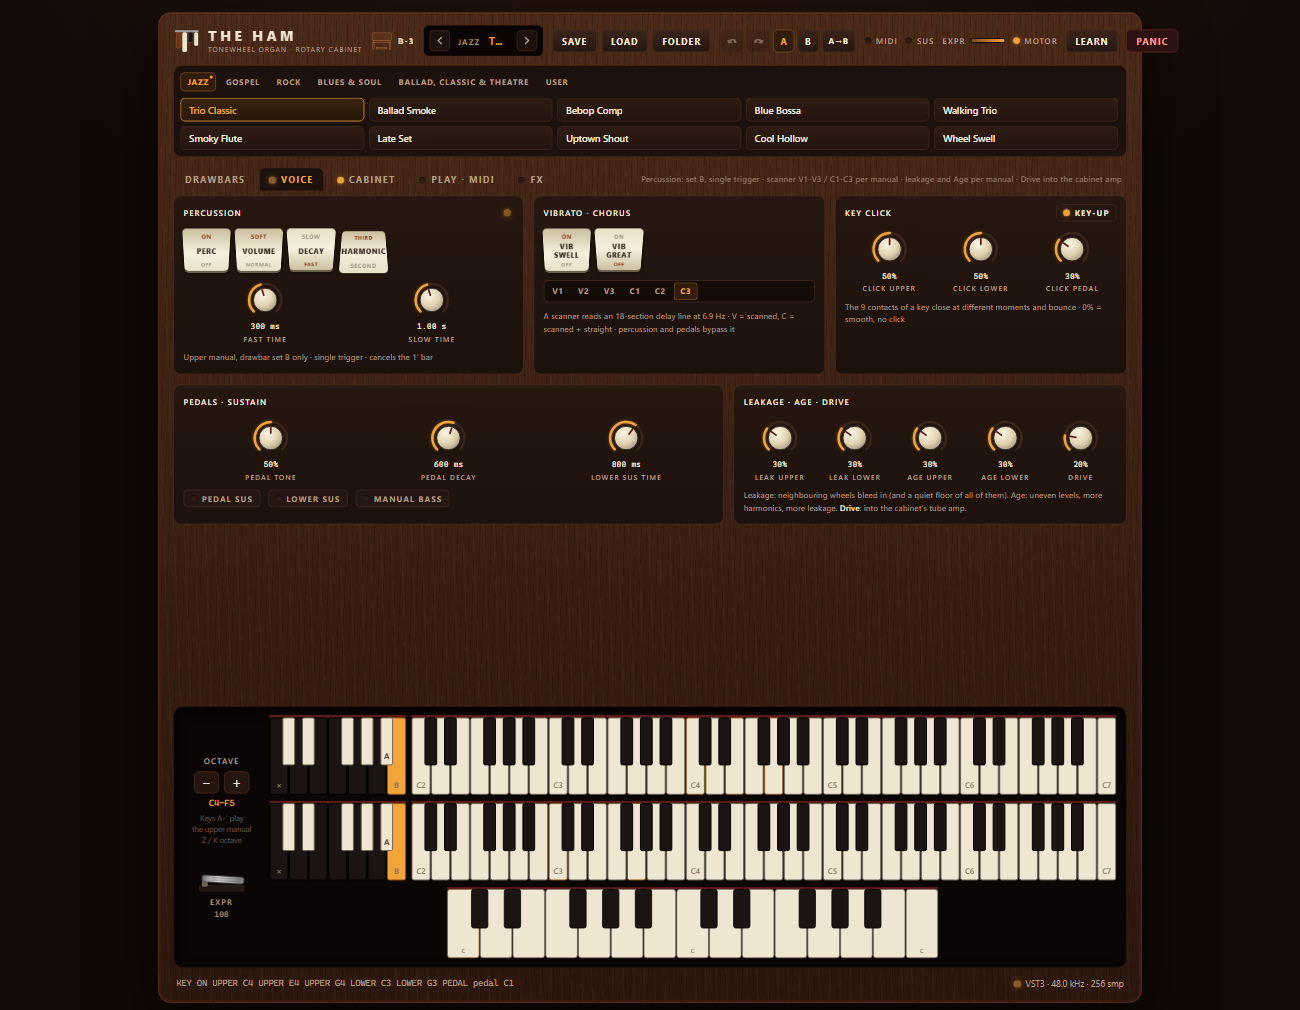 THE HAM
TONEWHEEL ORGAN · ROTARY CABINET
B-3
JAZZ T...
SAVE
LOAD
FOLDER
A
B
A→B
MIDI
SUS
EXPR
MOTOR
LEARN
PANIC
JAZZ
GOSPEL
ROCK
BLUES & SOUL
BALLAD, CLASSIC & THEATRE
USER
Trio Classic
Ballad Smoke
Bebop Comp
Blue Bossa
Walking Trio
Smoky Flute
Late Set
Uptown Shout
Cool Hollow
Wheel Swell
DRAWBARS
VOICE
CABINET
PLAY · MIDI
FX
Percussion: set B, single trigger · scanner V1-V3 / C1-C3 per manual · leakage and Age per manual · Drive into the cabinet amp
PERCUSSION
ON
PERC
OFF
SOFT
VOLUME
NORMAL
SLOW
DECAY
FAST
THIRD
HARMONIC
SECOND
300 ms
FAST TIME
1.00 s
SLOW TIME
Upper manual, drawbar set B only · single trigger · cancels the 1' bar
VIBRATO · CHORUS
ON
VIB
SWELL
OFF
ON
VIB
GREAT
OFF
V1
V2
V3
C1
C2
C3
A scanner reads an 18-section delay line at 6.9 Hz · V = scanned, C =
scanned + straight · percussion and pedals bypass it
KEY CLICK
KEY-UP
50%
CLICK UPPER
50%
CLICK LOWER
30%
CLICK PEDAL
The 9 contacts of a key close at different moments and bounce · 0% =
smooth, no click
PEDALS · SUSTAIN
50%
PEDAL TONE
600 ms
PEDAL DECAY
800 ms
LOWER SUS TIME
PEDAL SUS
LOWER SUS
MANUAL BASS
LEAKAGE · AGE · DRIVE
30%
LEAK UPPER
30%
LEAK LOWER
30%
AGE UPPER
30%
AGE LOWER
20%
DRIVE
Leakage: neighbouring wheels bleed in (and a quiet floor of all of them). Age: uneven levels, more
harmonics, more leakage. Drive: into the cabinet's tube amp.
OCTAVE
−
+
C4–F5
Keys A–' play
the upper manual
Z / X octave
EXPR
108
×
A
B
C2
C3
C4
C5
C6
C7
×
A
B
C2
C3
C4
C5
C6
C7
C
C
C
KEY ON UPPER C4 UPPER E4 UPPER G4 LOWER C3 LOWER G3 PEDAL pedal C1
VST3 · 48.0 kHz · 256 smp